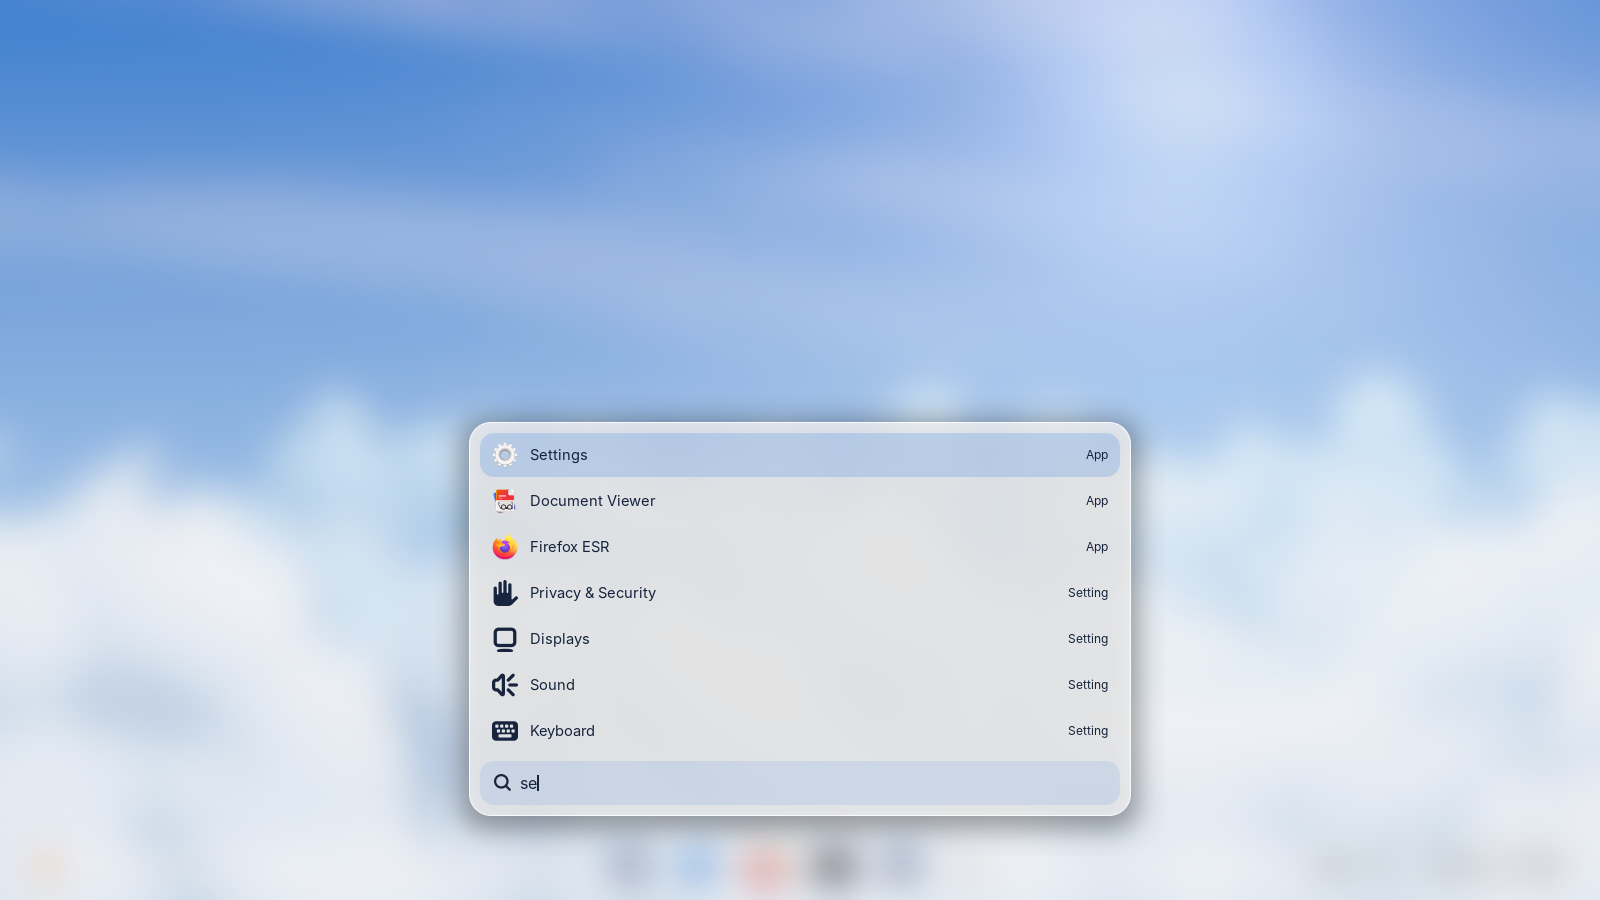 Settings App
Document Viewer App
Firefox ESR App
Privacy & Security Setting
Displays Setting
Sound Setting
Keyboard Setting
se